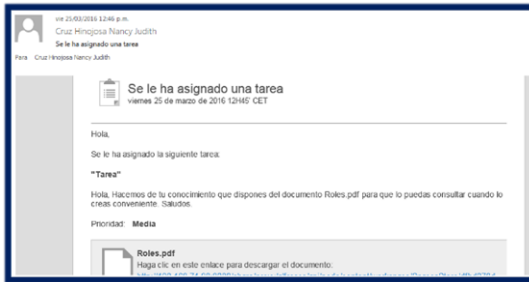 vie 25/03/2016 12:46 p.m.
Cruz Hinojosa Nancy Judith
Se le ha asignado una tarea
Para Cruz Hinojosa Nancy Judith
Se le ha asignado una tarea
viernes 25 de marzo de 2016 12H45' CET
Hola,
Se le ha asignado la siguiente tarea:
"Tarea"
Hola, Hacemos de tu conocimiento que dispones del documento Roles.pdf para que lo puedas consultar cuando lo
creas conveniente. Saludos.
Prioridad: Media
Roles.pdf
Haga clic en este enlace para descargar el documento: